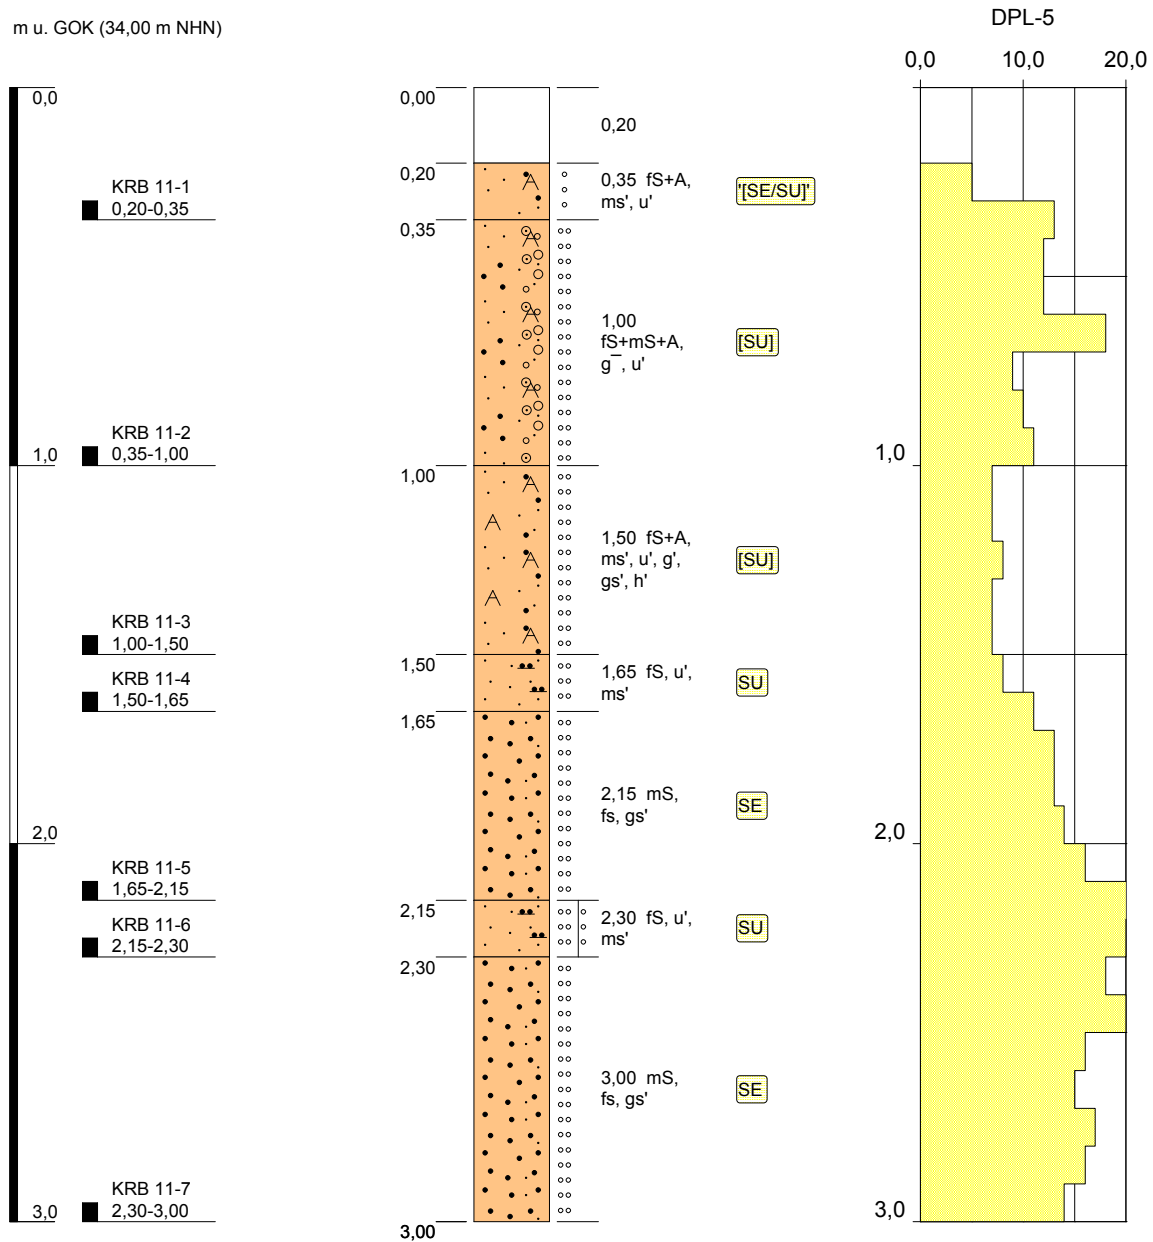 m u. GOK (34,00 m NHN)
DPL-5
0,0 10,0 20,0
0,0
0,00
0,20
0,20
KRB 11-1
0,20-0,35
0,35 fS+A,
ms', u'
'[SE/SU]'
0,35
1,00
fS+mS+A,
g¯, u'
[SU]
KRB 11-2
0,35-1,00
1,0
1,00
1,0
1,50 fS+A,
ms', u', g',
gs', h'
[SU]
KRB 11-3
1,00-1,50
1,50
KRB 11-4
1,50-1,65
1,65 fS, u',
ms'
SU
1,65
2,15 mS,
fs, gs'
SE
2,0
2,0
KRB 11-5
1,65-2,15
2,15
KRB 11-6
2,15-2,30
2,30 fS, u',
ms'
SU
2,30
3,00 mS,
fs, gs'
SE
KRB 11-7
2,30-3,00
3,0
3,00
3,0